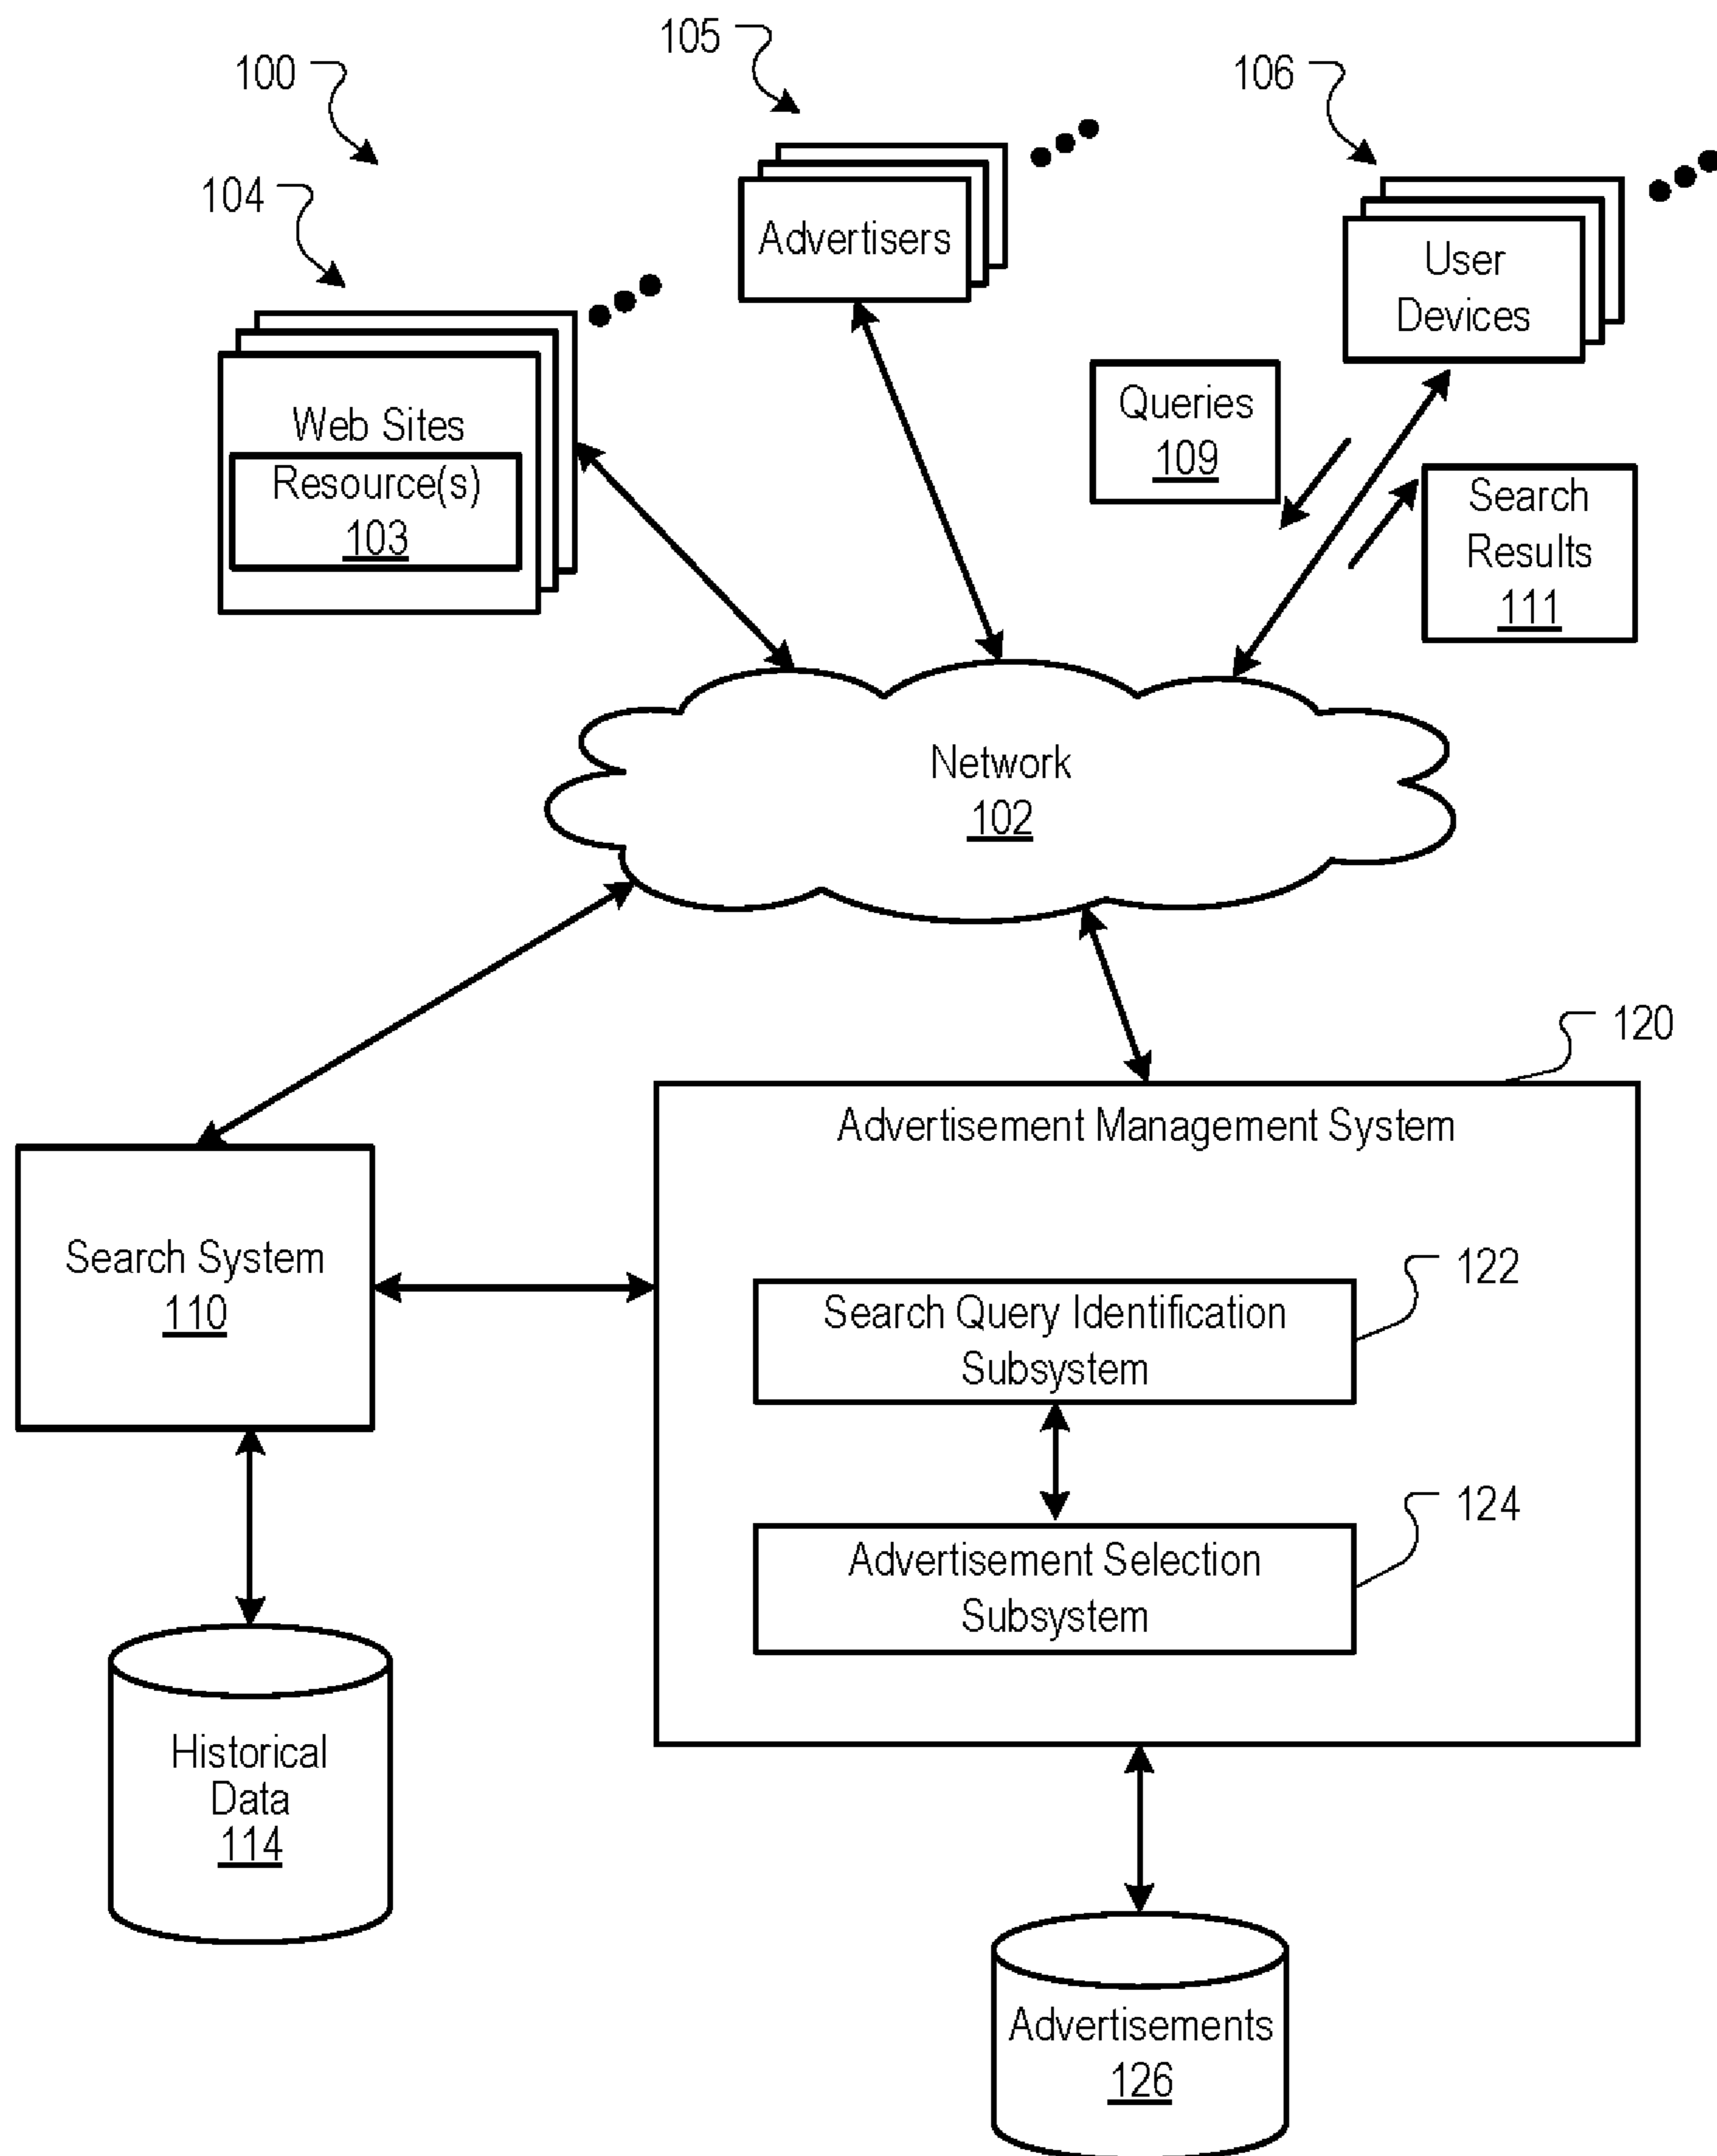 100
105
106
104
Advertisers
User
Devices
Web Sites
Resource(s)
103
Queries
109
Search
Results
111
Network
102
120
Advertisement Management System
Search System
110
122
Search Query Identification
Subsystem
124
Advertisement Selection
Subsystem
Historical
Data
114
Advertisements
126